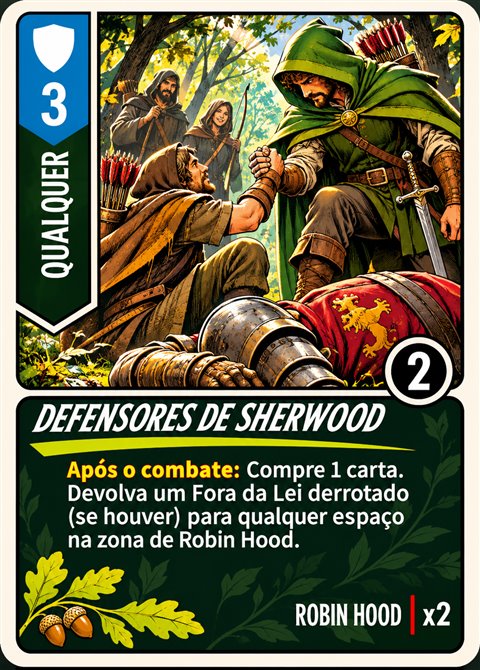 3
QUALQUER
2
DEFENSORES DE SHERWOOD
Após o combate: Compre 1 carta.
Devolva um Fora da Lei derrotado
(se houver) para qualquer espaço
na zona de Robin Hood.
ROBIN HOOD | x2